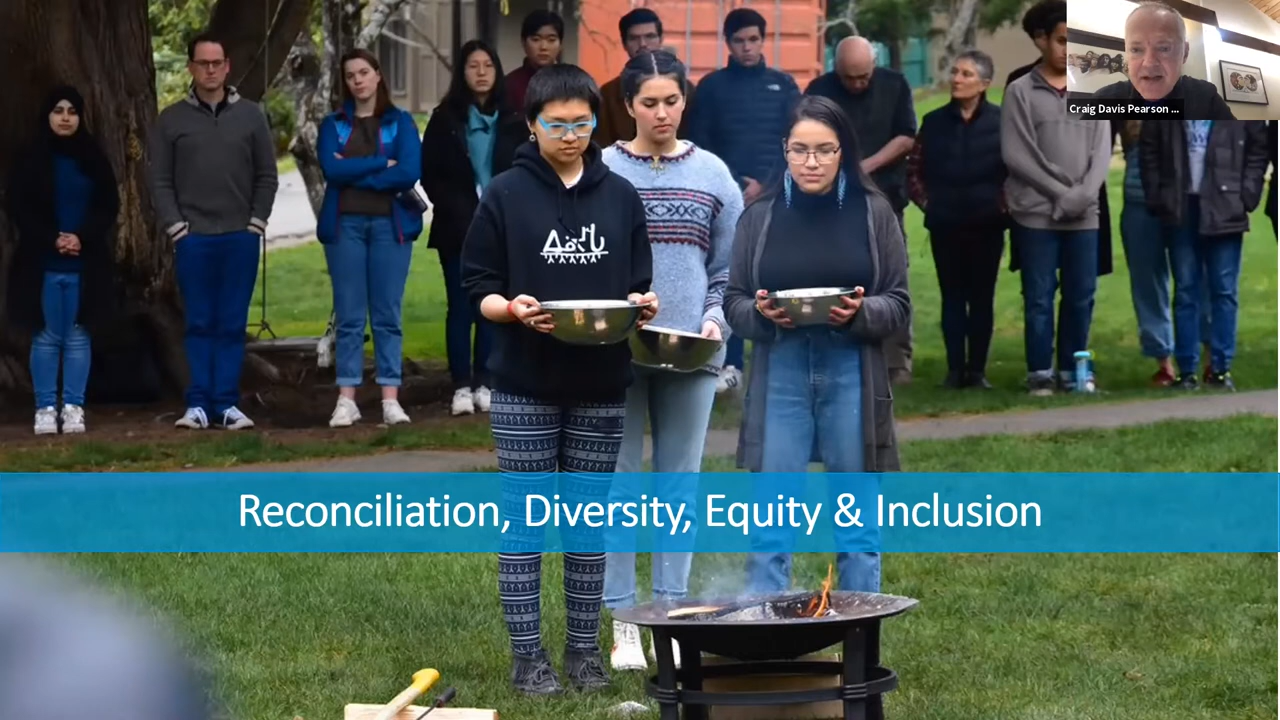 Craig Davis Pearson ...
Reconciliation, Diversity, Equity & Inclusion